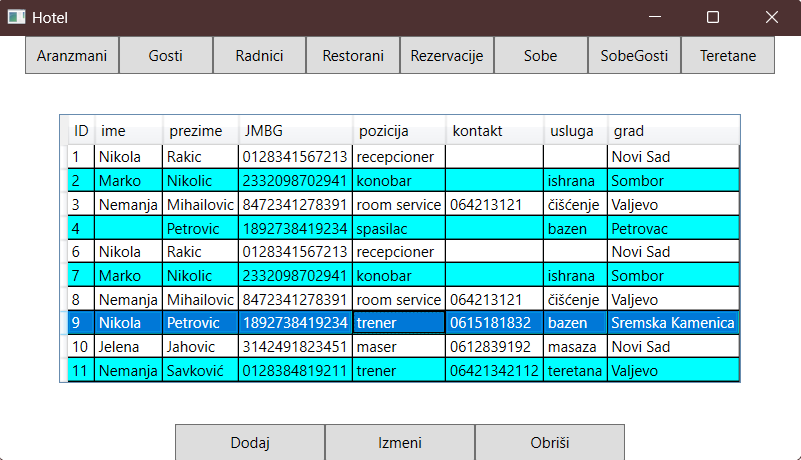 Hotel
Aranzmani Gosti Radnici Restorani Rezervacije Sobe SobeGosti Teretane
ID ime prezime JMBG pozicija kontakt usluga grad
1 Nikola Rakic 0128341567213 recepcioner Novi Sad
2 Marko Nikolic 2332098702941 konobar ishrana Sombor
3 Nemanja Mihailovic 8472341278391 room service 064213121 čišćenje Valjevo
4 Petrovic 1892738419234 spasilac bazen Petrovac
6 Nikola Rakic 0128341567213 recepcioner Novi Sad
7 Marko Nikolic 2332098702941 konobar ishrana Sombor
8 Nemanja Mihailovic 8472341278391 room service 064213121 čišćenje Valjevo
9 Nikola Petrovic 1892738419234 trener 0615181832 bazen Sremska Kamenica
10 Jelena Jahovic 3142491823451 maser 0612839192 masaza Novi Sad
11 Nemanja Savković 0128384819211 trener 06421342112 teretana Valjevo
Dodaj Izmeni Obriši